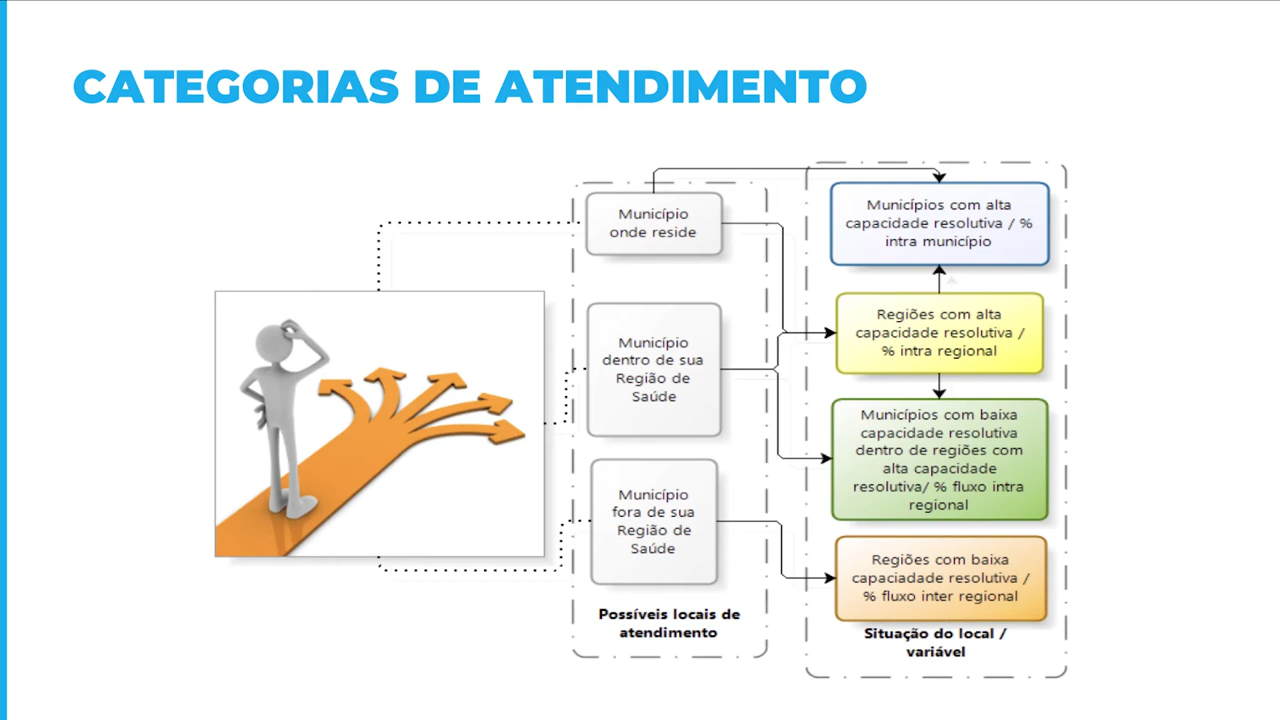 CATEGORIAS DE ATENDIMENTO
Município
onde reside
Município
dentro de sua
Região de
Saúde
Município
fora de sua
Região de
Saúde
Possíveis locais de
atendimento
Municípios com alta
capacidade resolutiva / %
intra município
Regiões com alta
capacidade resolutiva /
% intra regional
Municípios com baixa
capacidade resolutiva
dentro de regiões com
alta capacidade
resolutiva/ % fluxo intra
regional
Regiões com baixa
capaciadade resolutiva /
% fluxo inter regional
Situação do local /
variável